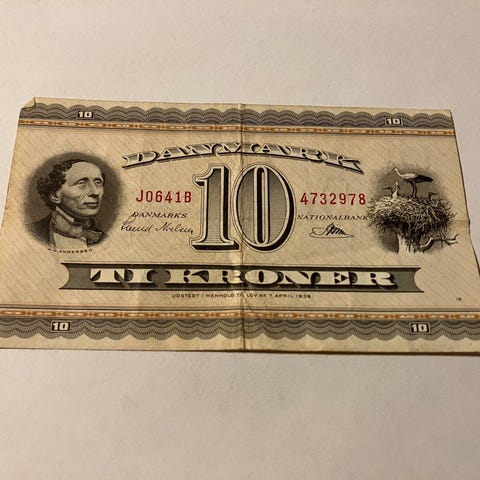 10 10
DANMARK
10
J0641B 4732978
DANMARKS NATIONALBANK
H.C. ANDERSEN
TI KRONER
UDSTEDT I HENHOLD TIL LOV AF 7. APRIL 1936
10 10